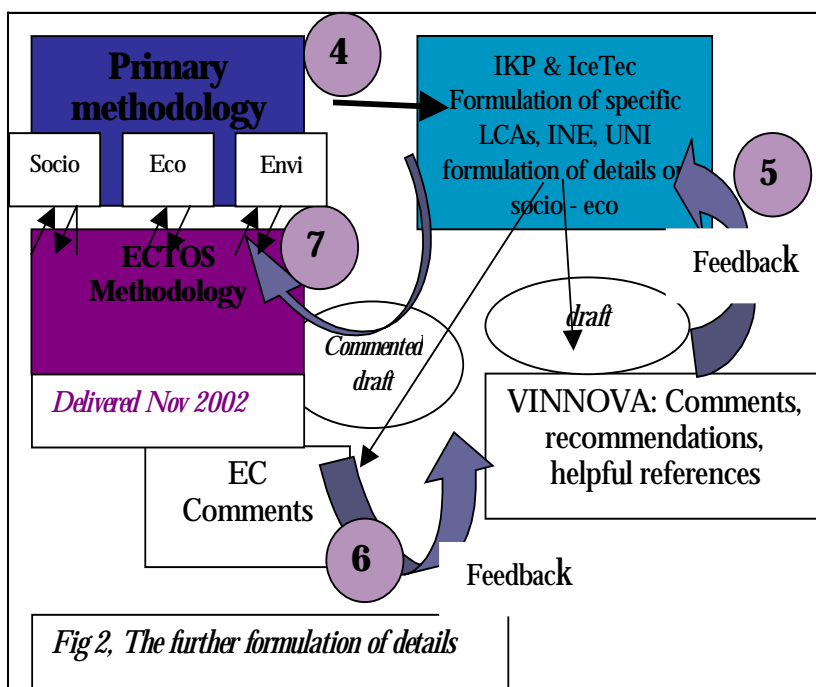 Primary
methodology
4
IKP & IceTec
Formulation of specific
LCAs, INE, UNI
formulation of details on
socio - eco
Socio
Eco
Envi
5
Feedback
7
ECTOS
Methodology
Commented
draft
draft
Delivered Nov 2002
VINNOVA: Comments,
recommendations,
helpful references
EC
Comments
6
Feedback
Fig 2, The further formulation of details